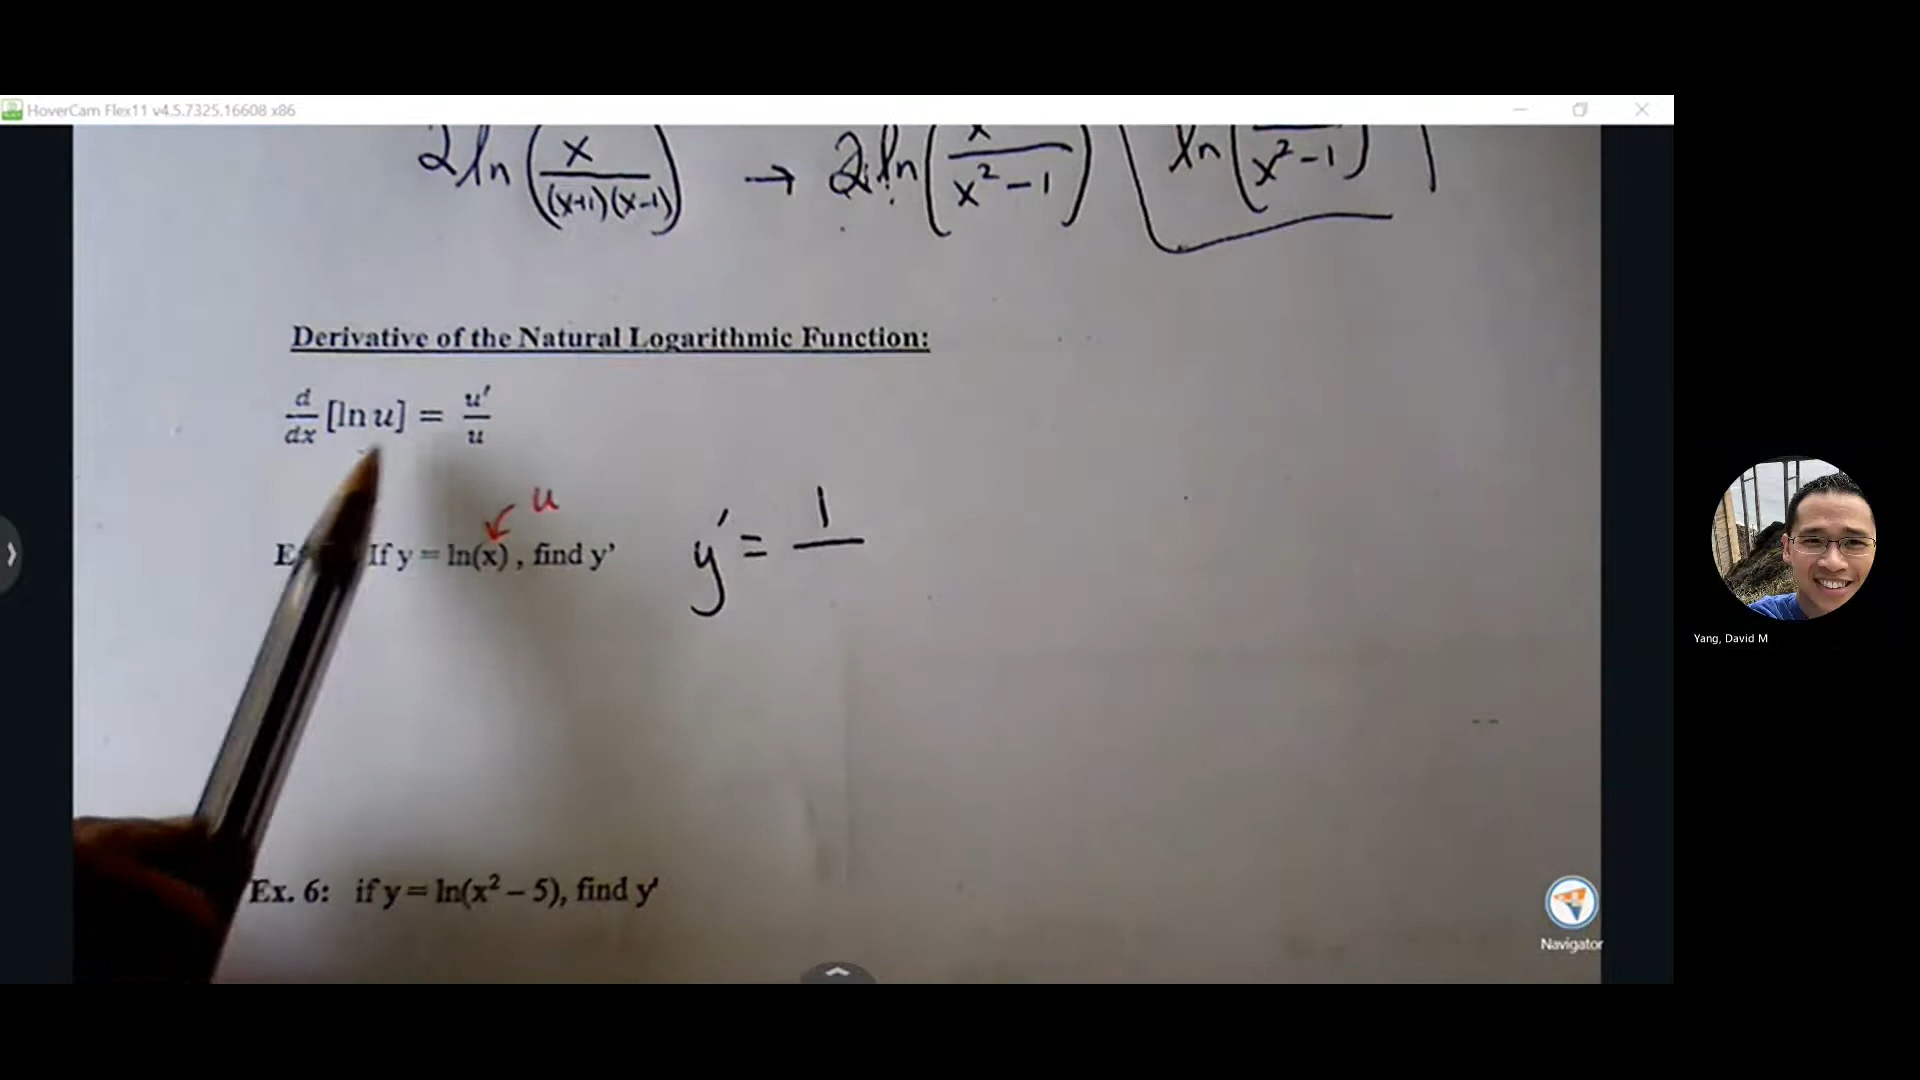 HoverCam Flex11 v4.5.7325.16608 x86
2ln(x/((x+1)(x-1))) → 2ln(x/(x²-1)) ln( /(x²-1))
Derivative of the Natural Logarithmic Function:
d/dx [ln u] = u'/u
u
If y = ln(x) , find y’ y' = 1/
Yang, David M
Ex. 6: if y = ln(x² – 5), find y'
Navigator